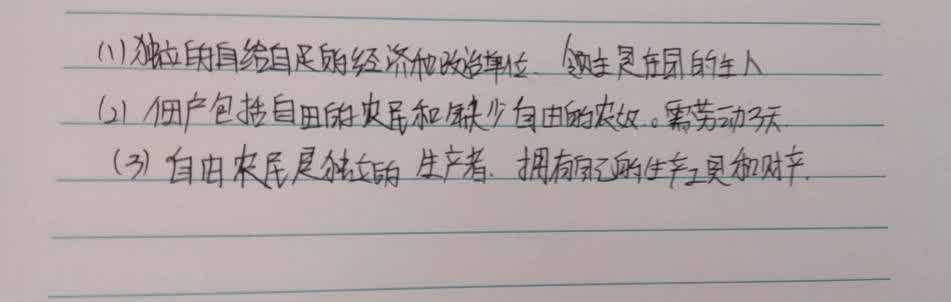 (1)独立的自给自足的经济和政治单位、领主是庄园的主人
(2)佃户包括自由的农民和缺少自由的农奴。需劳动3天
(3)自由农民是独立的生产者、拥有自己的生产工具和财产.